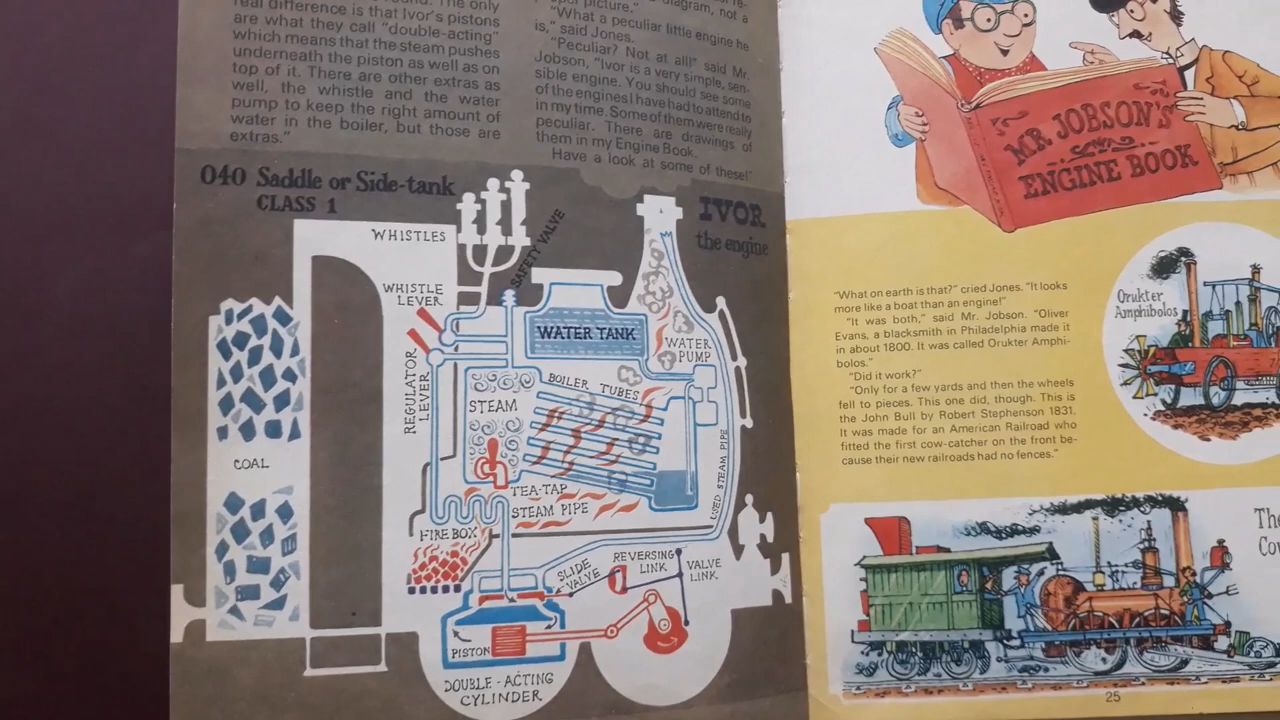 real difference is that Ivor's pistons
are what they call "double-acting"
which means that the steam pushes
underneath the piston as well as on
top of it. There are other extras as
well, the whistle and the water
pump to keep the right amount of
water in the boiler, but those are
extras."
diagram, not a
picture."
"What a peculiar little engine he
is," said Jones.
"Peculiar? Not at all!" said Mr.
Jobson, "Ivor is a very simple, sen-
sible engine. You should see some
of the engines I have had to attend to
in my time. Some of them were really
peculiar. There are drawings of
them in my Engine Book.
Have a look at some of these!"
040 Saddle or Side-tank
CLASS 1
IVOR
the engine
WHISTLES
SAFETY VALVE
WHISTLE
LEVER
WATER TANK
WATER
PUMP
REGULATOR
LEVER
BOILER TUBES
STEAM
COAL
TEA-TAP
STEAM PIPE
USED STEAM PIPE
FIRE BOX
SLIDE
VALVE
REVERSING
LINK
VALVE
LINK
PISTON
DOUBLE-ACTING
CYLINDER
MR JOBSON'S
ENGINE BOOK
"What on earth is that?" cried Jones. "It looks
more like a boat than an engine!"
"It was both," said Mr. Jobson. "Oliver
Evans, a blacksmith in Philadelphia made it
in about 1800. It was called Orukter Amphi-
bolos."
"Did it work?"
"Only for a few yards and then the wheels
fell to pieces. This one did, though. This is
the John Bull by Robert Stephenson 1831.
It was made for an American Railroad who
fitted the first cow-catcher on the front be-
cause their new railroads had no fences."
Orukter
Amphibolos
25